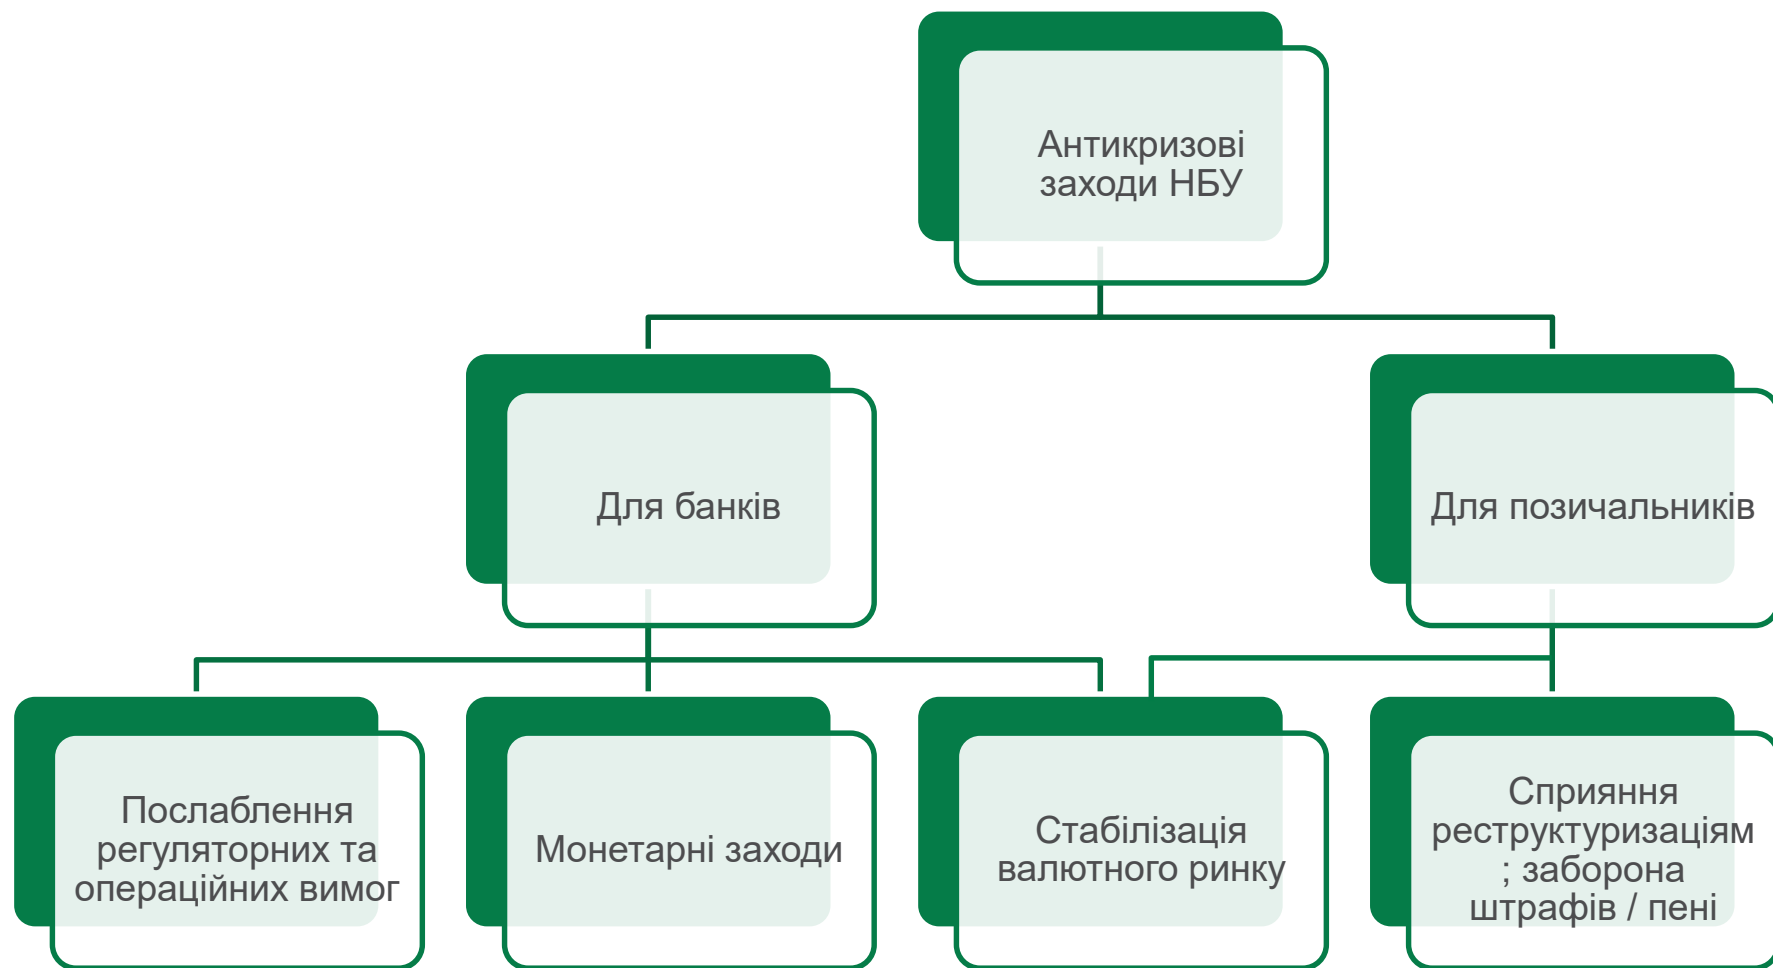 Антикризові
заходи НБУ
Для банків
Для позичальників
Послаблення
регуляторних та
операційних вимог
Монетарні заходи
Стабілізація
валютного ринку
Сприяння
реструктуризаціям
; заборона
штрафів / пені